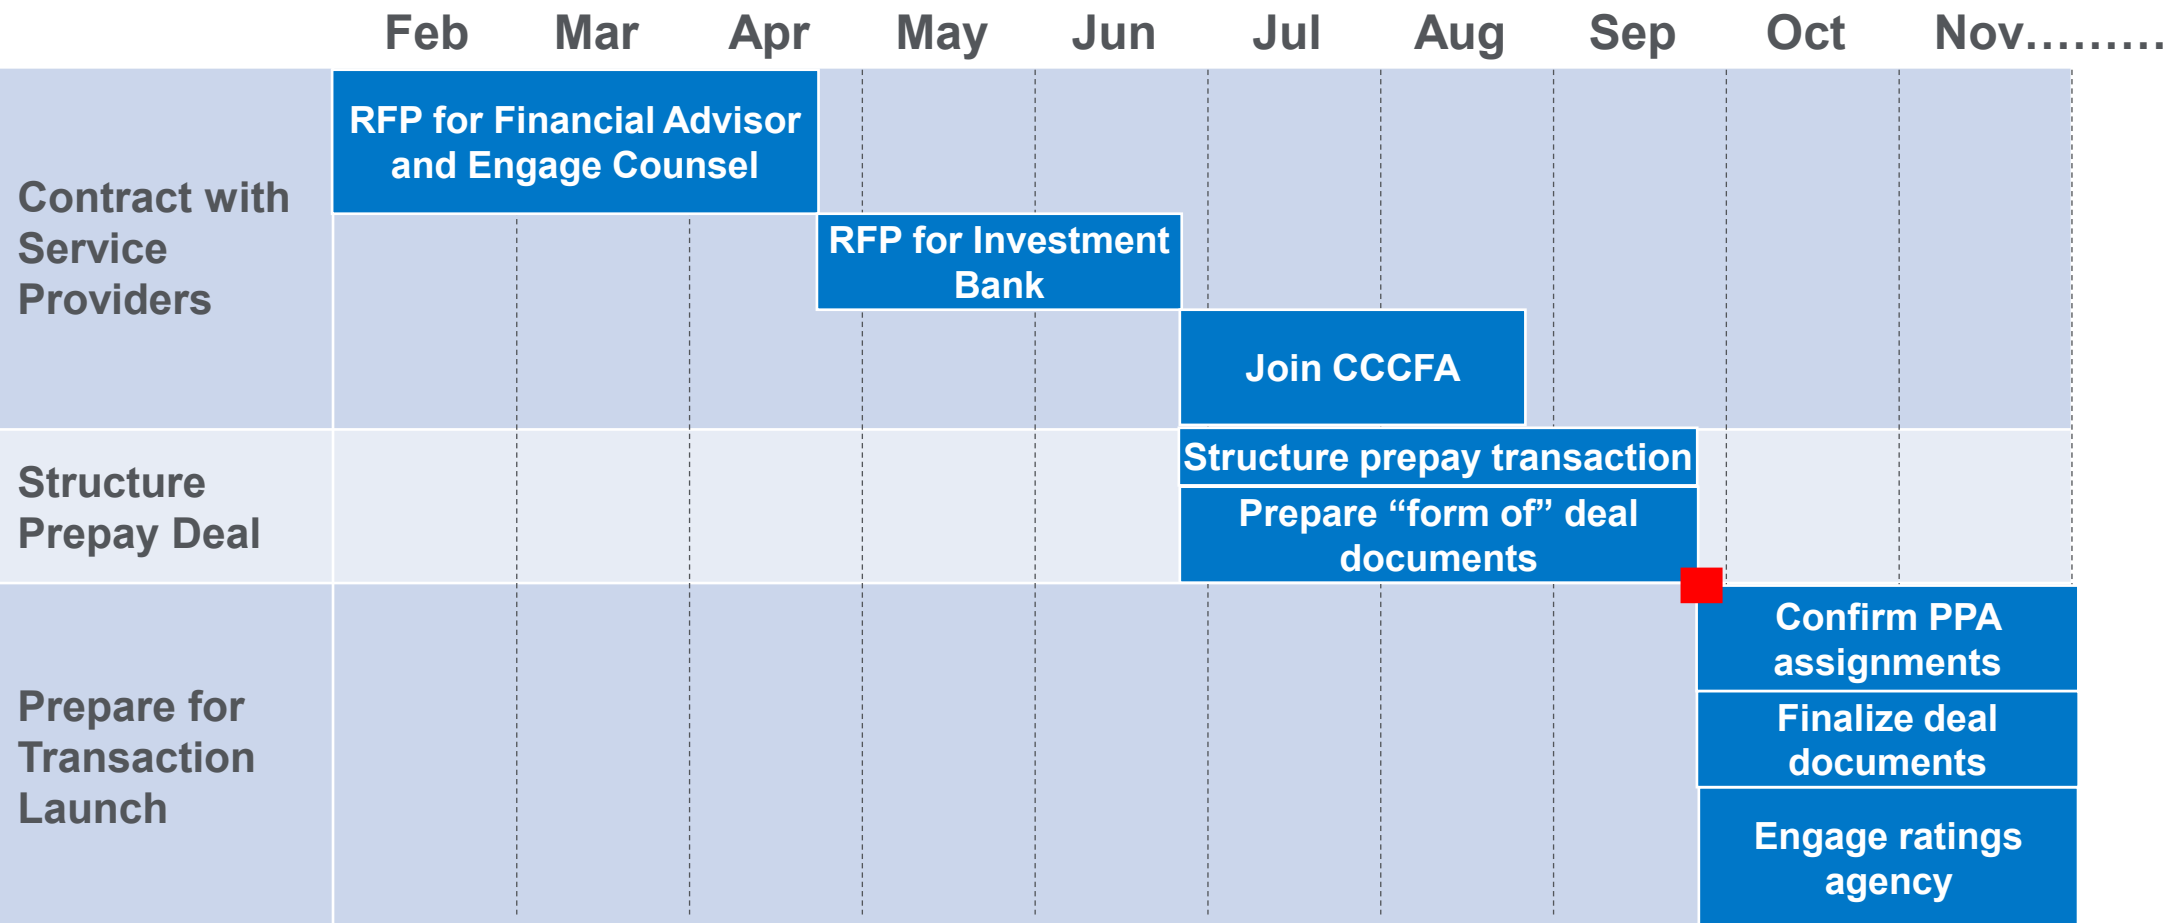 Feb Mar Apr May Jun Jul Aug Sep Oct Nov.........
Contract with
Service
Providers
RFP for Financial Advisor
and Engage Counsel
RFP for Investment
Bank
Join CCCFA
Structure
Prepay Deal
Structure prepay transaction
Prepare “form of” deal
documents
Prepare for
Transaction
Launch
Confirm PPA
assignments
Finalize deal
documents
Engage ratings
agency